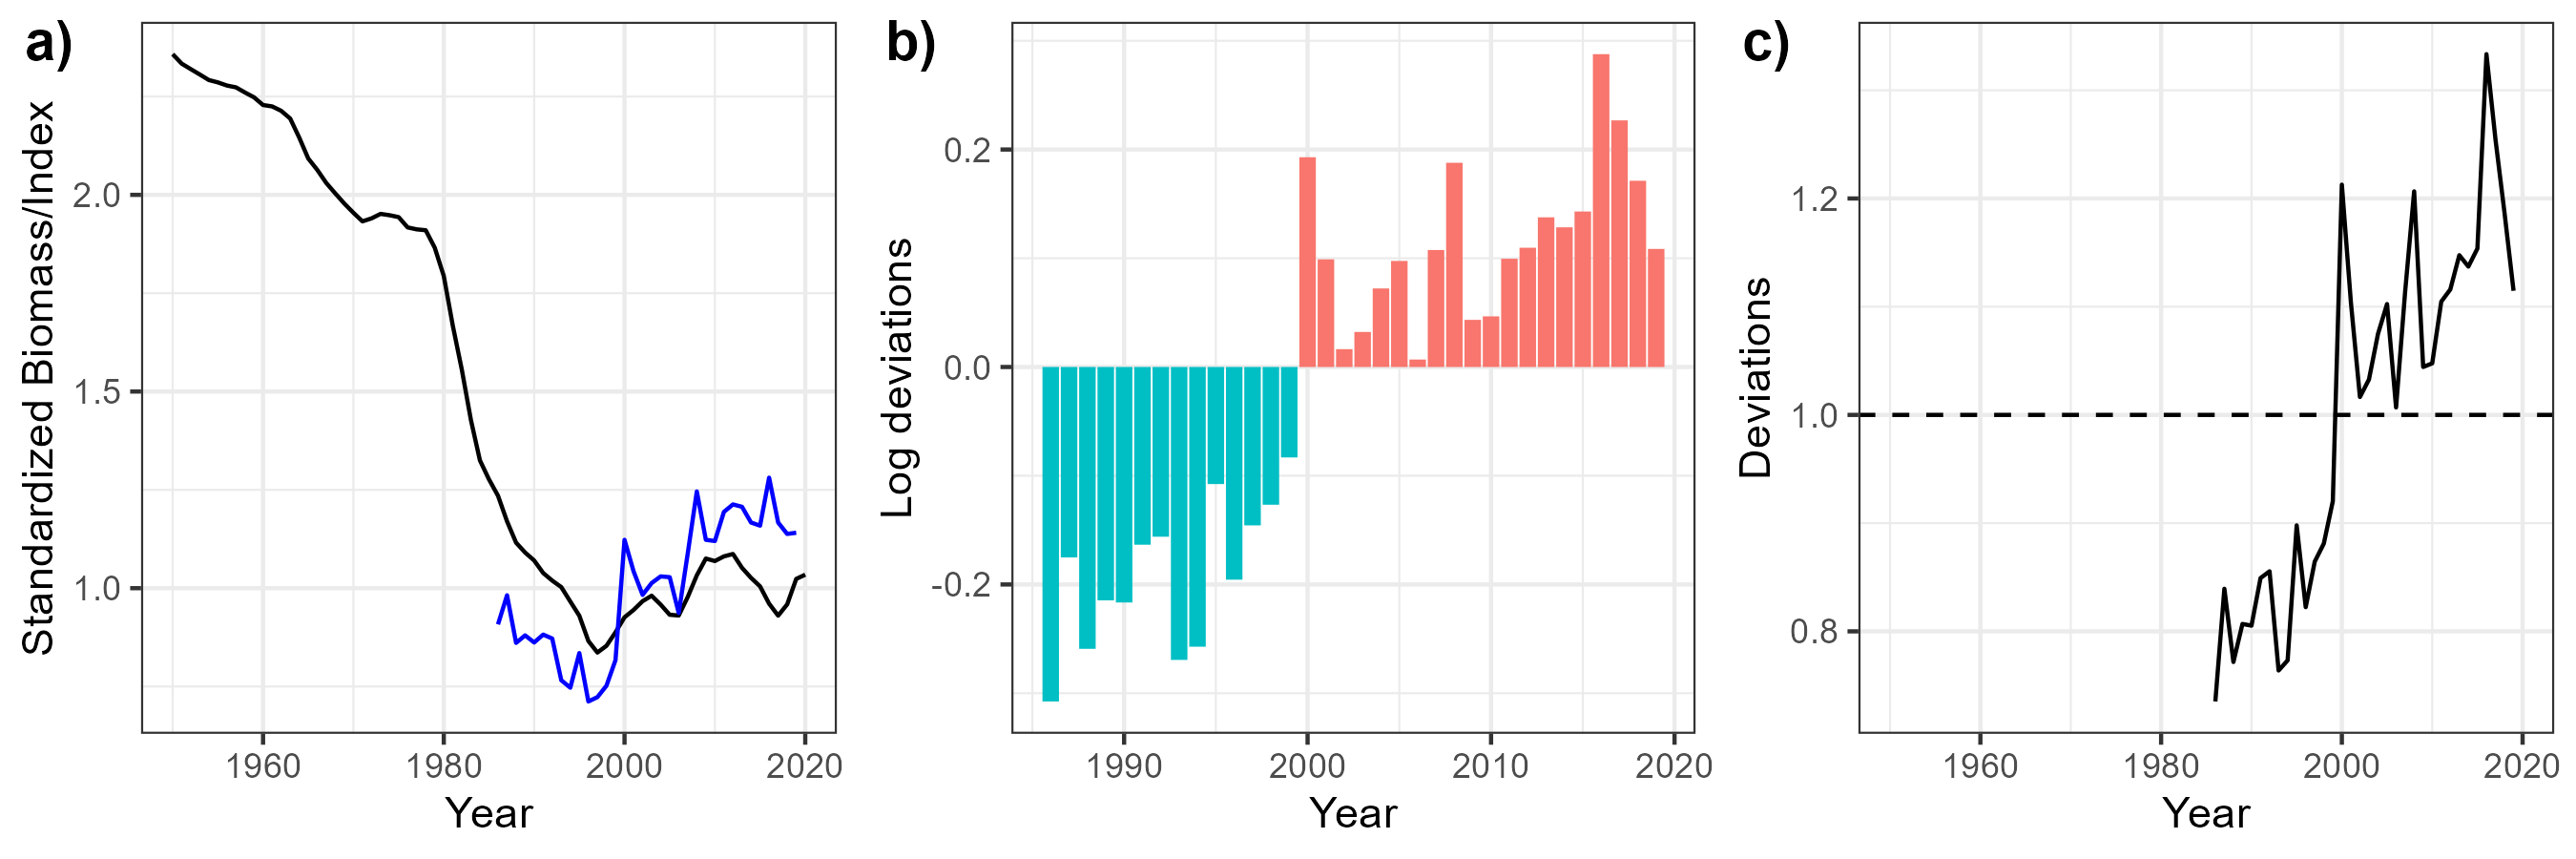 a)
Standardized Biomass/Index
2.0
1.5
1.0
1960 1980 2000 2020
Year
b)
Log deviations
0.2
0.0
-0.2
1990 2000 2010 2020
Year
c)
Deviations
1.2
1.0
0.8
1960 1980 2000 2020
Year